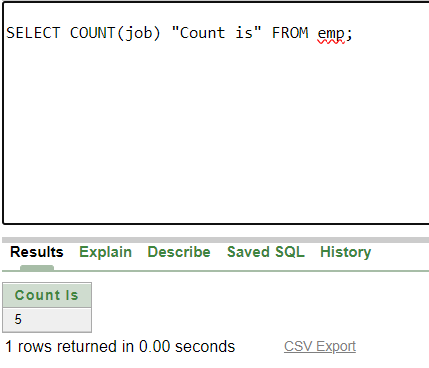 SELECT COUNT(job) "Count is" FROM emp;
Results Explain Describe Saved SQL History
Count Is
5
1 rows returned in 0.00 seconds CSV Export